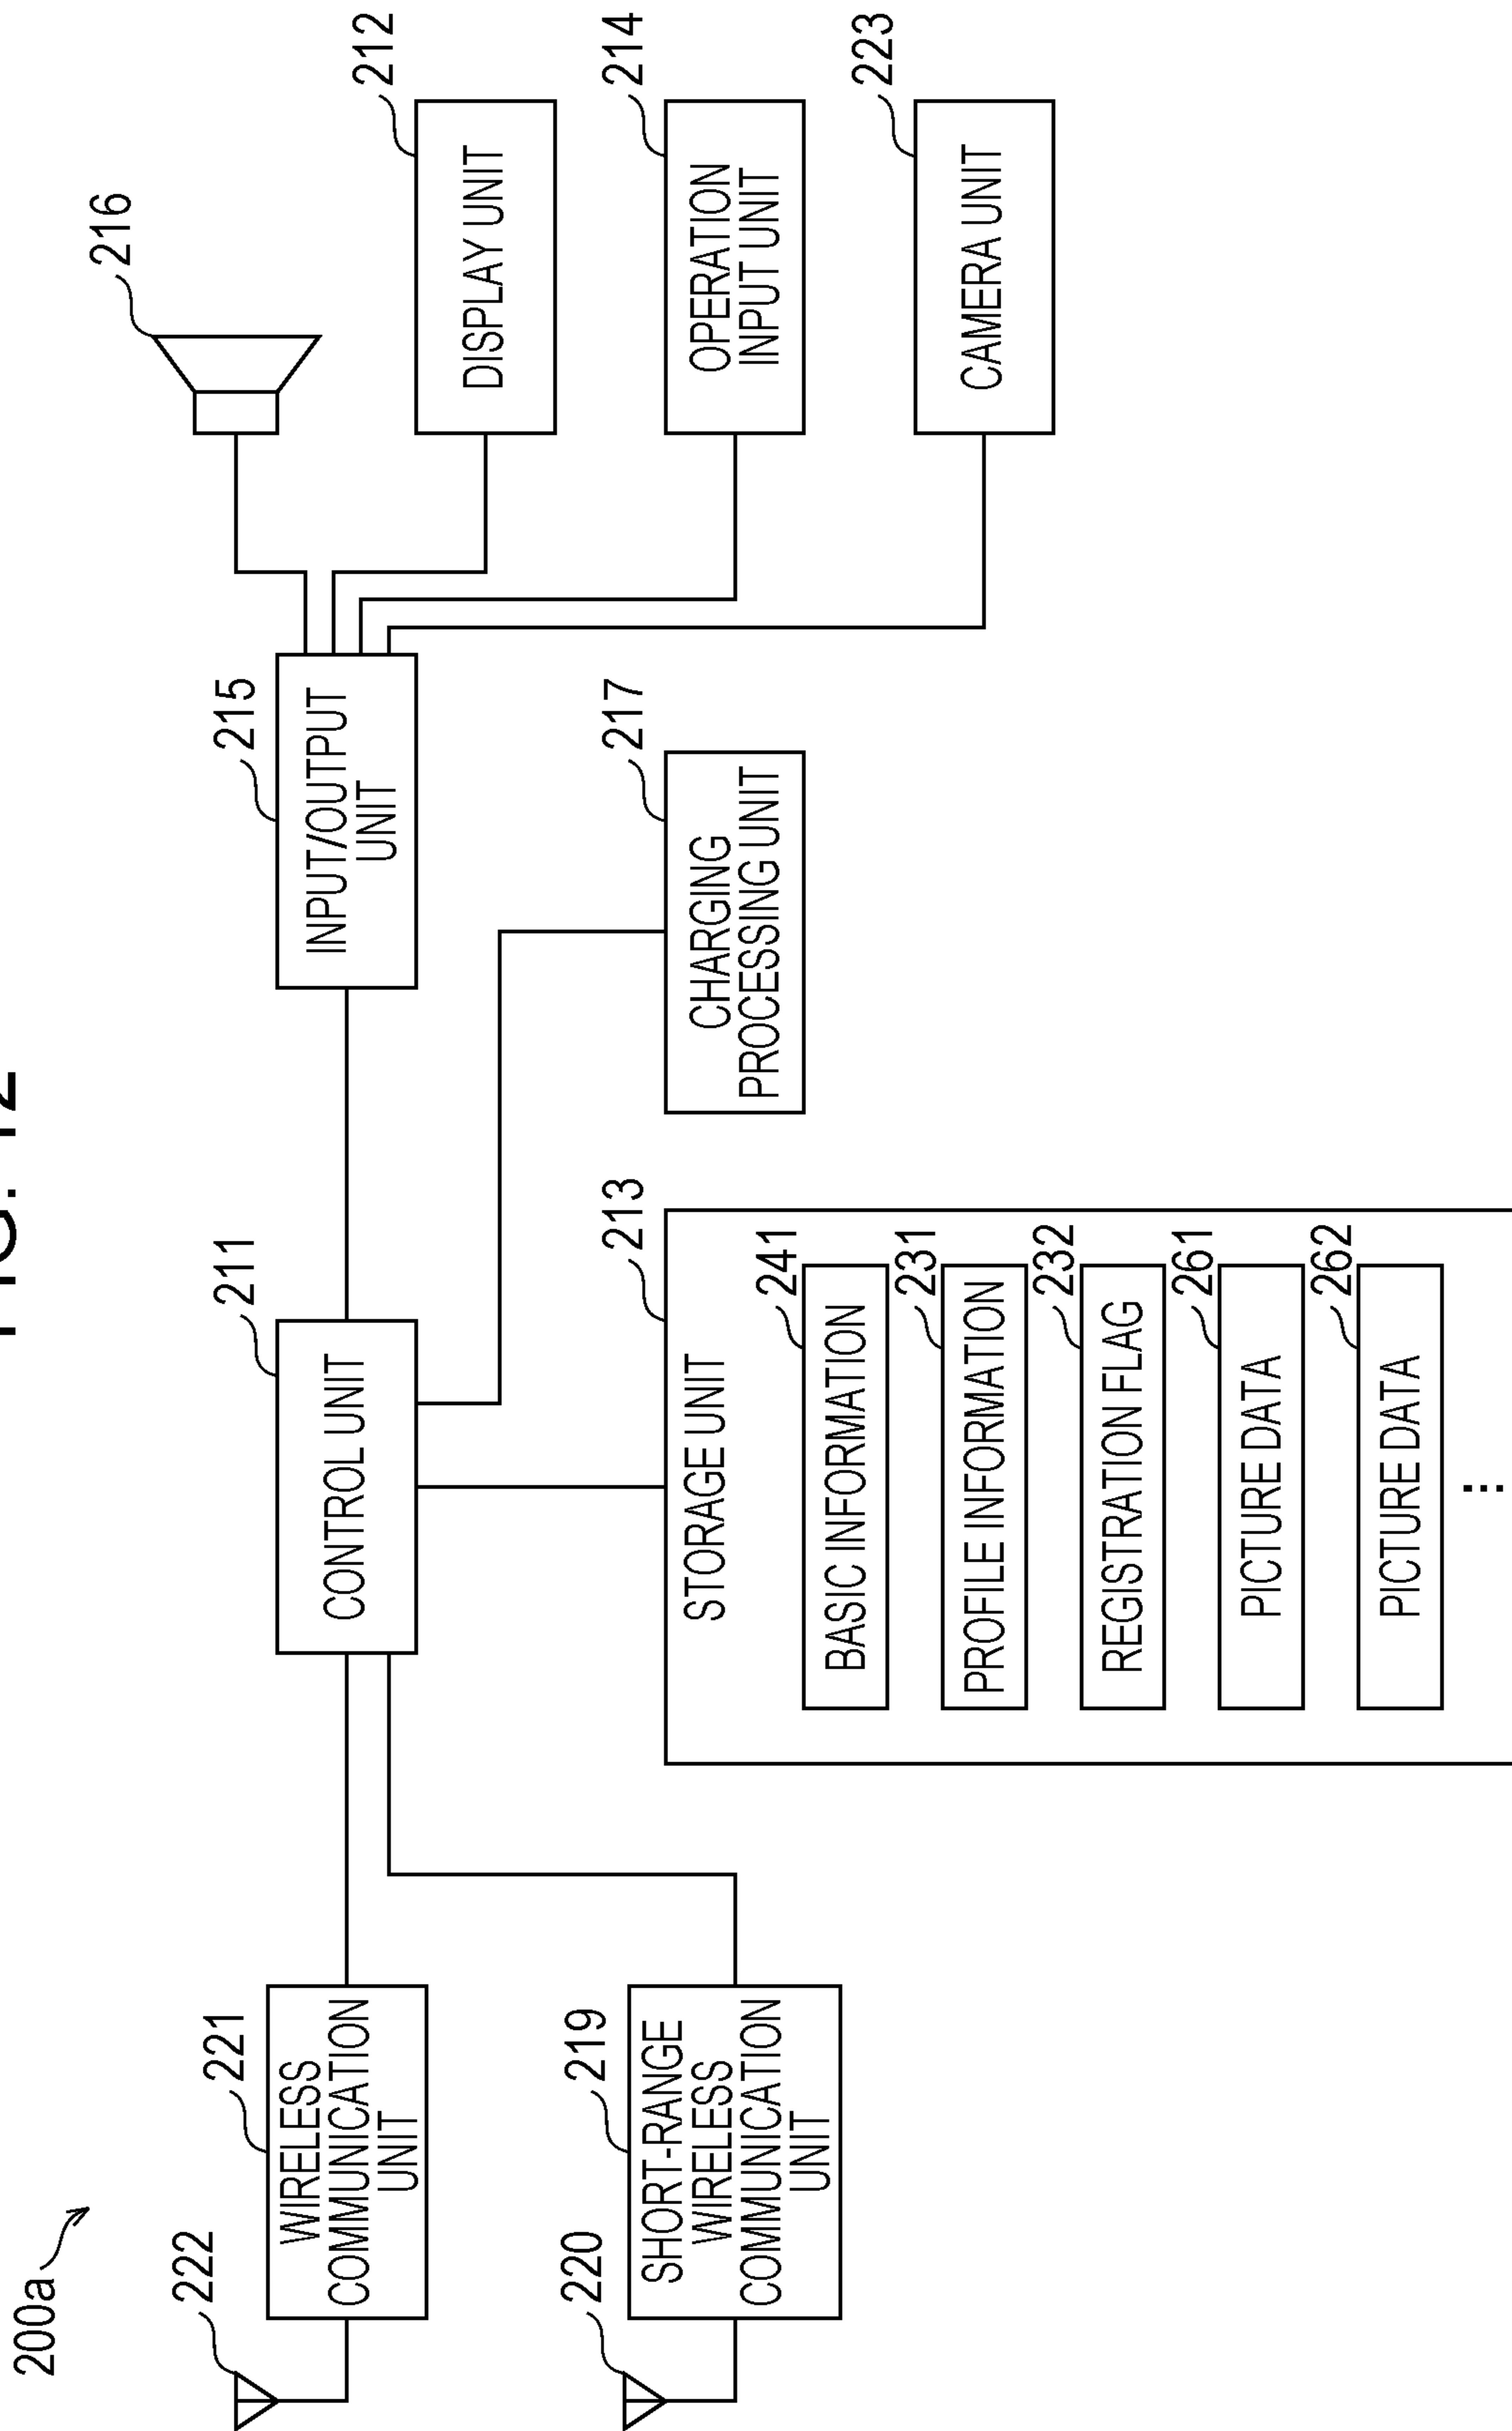 FIG. 12
200a
222
221
WIRELESS
COMMUNICATION
UNIT
220
219
SHORT-RANGE
WIRELESS
COMMUNICATION
UNIT
211
CONTROL UNIT
213
STORAGE UNIT
241
BASIC INFORMATION
231
PROFILE INFORMATION
232
REGISTRATION FLAG
261
PICTURE DATA
262
PICTURE DATA
...
215
INPUT/OUTPUT
UNIT
217
CHARGING
PROCESSING UNIT
216
212
DISPLAY UNIT
214
OPERATION
INPUT UNIT
223
CAMERA UNIT